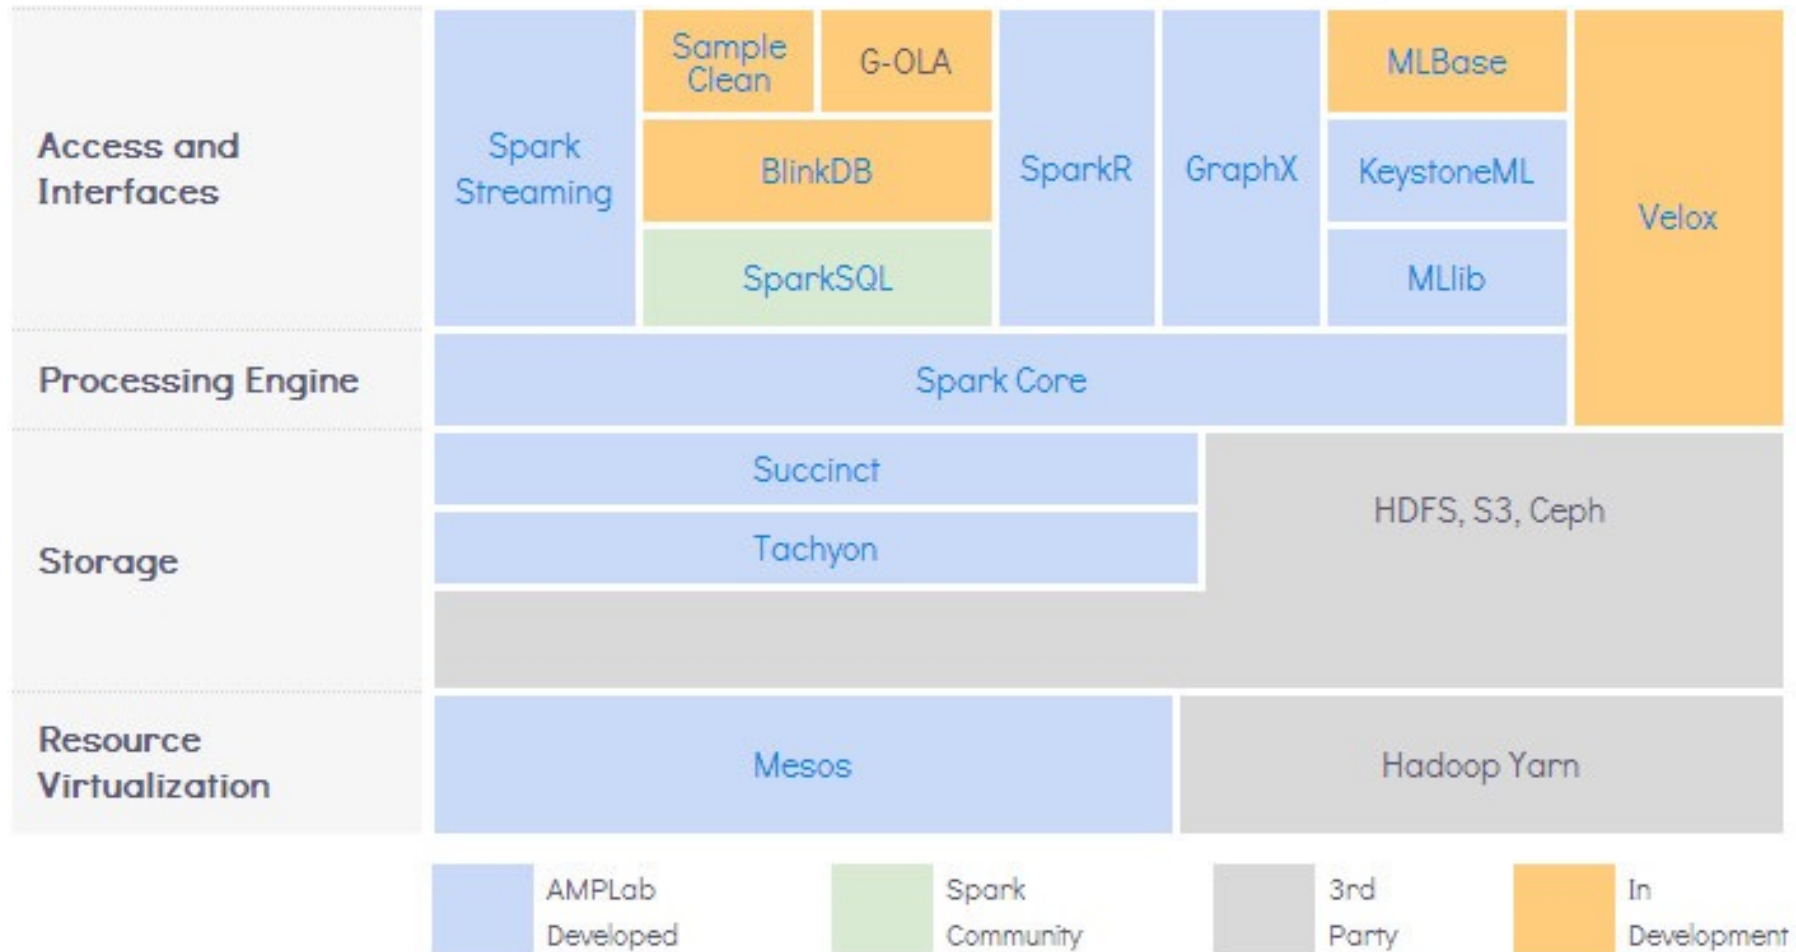 Access and
Interfaces
Spark
Streaming
Sample
Clean
G-OLA
BlinkDB
SparkSQL
SparkR
GraphX
MLBase
KeystoneML
MLlib
Velox
Processing Engine
Spark Core
Storage
Succinct
Tachyon
HDFS, S3, Ceph
Resource
Virtualization
Mesos
Hadoop Yarn
AMPLab
Developed
Spark
Community
3rd
Party
In
Development